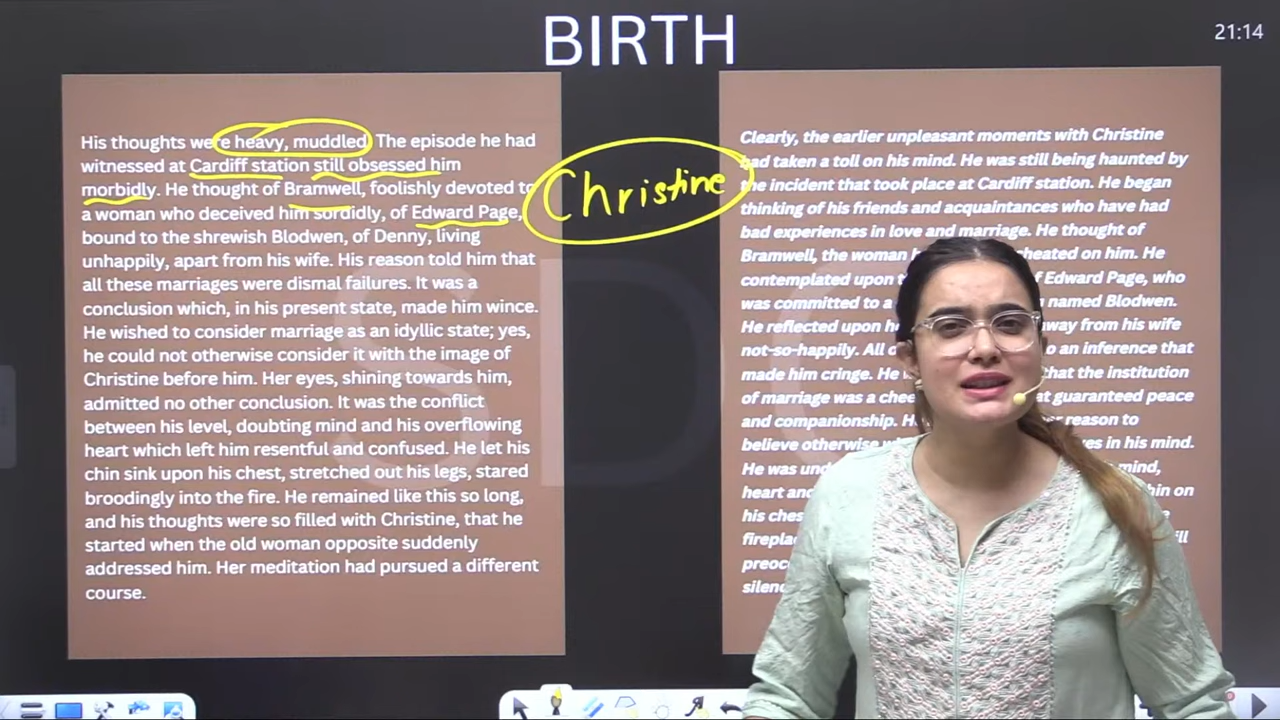 BIRTH
21:14
His thoughts were heavy, muddled. The episode he had
witnessed at Cardiff station still obsessed him
morbidly. He thought of Bramwell, foolishly devoted to
a woman who deceived him sordidly, of Edward Page,
bound to the shrewish Blodwen, of Denny, living
unhappily, apart from his wife. His reason told him that
all these marriages were dismal failures. It was a
conclusion which, in his present state, made him wince.
He wished to consider marriage as an idyllic state; yes,
he could not otherwise consider it with the image of
Christine before him. Her eyes, shining towards him,
admitted no other conclusion. It was the conflict
between his level, doubting mind and his overflowing
heart which left him resentful and confused. He let his
chin sink upon his chest, stretched out his legs, stared
broodingly into the fire. He remained like this so long,
and his thoughts were so filled with Christine, that he
started when the old woman opposite suddenly
addressed him. Her meditation had pursued a different
course.
Christine
Clearly, the earlier unpleasant moments with Christine
had taken a toll on his mind. He was still being haunted by
the incident that took place at Cardiff station. He began
thinking of his friends and acquaintances who have had
bad experiences in love and marriage. He thought of
Bramwell, the woman cheated on him. He
contemplated upon of Edward Page, who
was committed to a named Blodwen.
He reflected upon away from his wife
not-so-happily. All to an inference that
made him cringe. He that the institution
of marriage was a guaranteed peace
and companionship. reason to
believe otherwise in his mind.
He was mind,
heart on
his